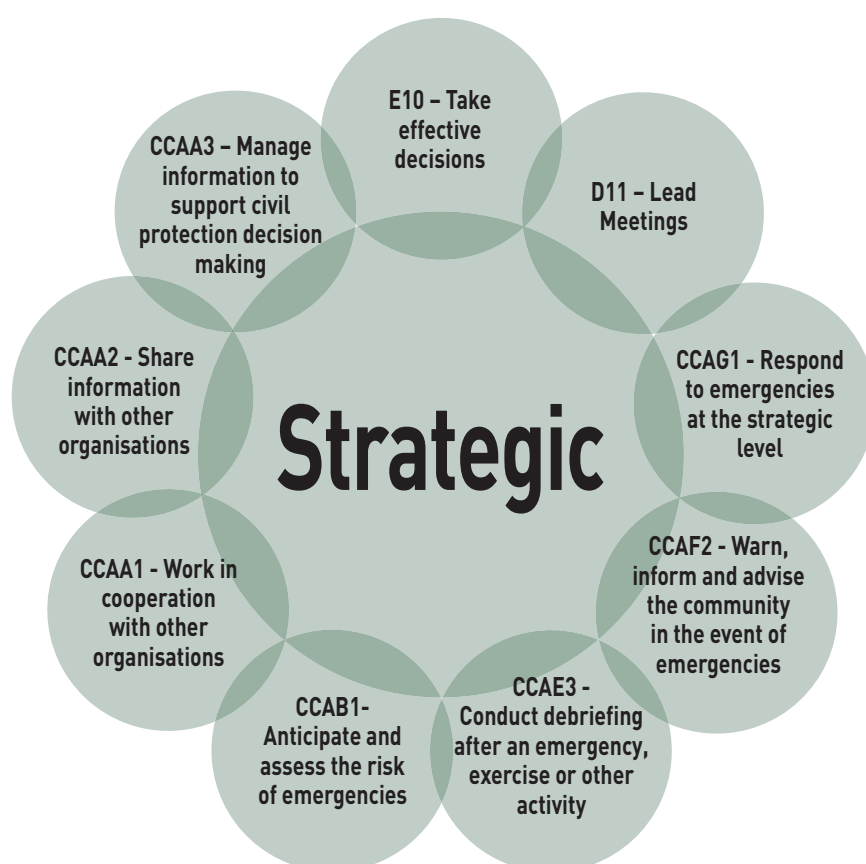 E10 – Take
effective
decisions
D11 – Lead
Meetings
CCAG1 - Respond
to emergencies
at the strategic
level
CCAF2 - Warn,
inform and advise
the community
in the event of
emergencies
CCAE3 -
Conduct debriefing
after an emergency,
exercise or other
activity
CCAB1-
Anticipate and
assess the risk
of emergencies
CCAA1 - Work in
cooperation
with other
organisations
CCAA2 - Share
information
with other
organisations
CCAA3 – Manage
information to
support civil
protection decision
making
Strategic